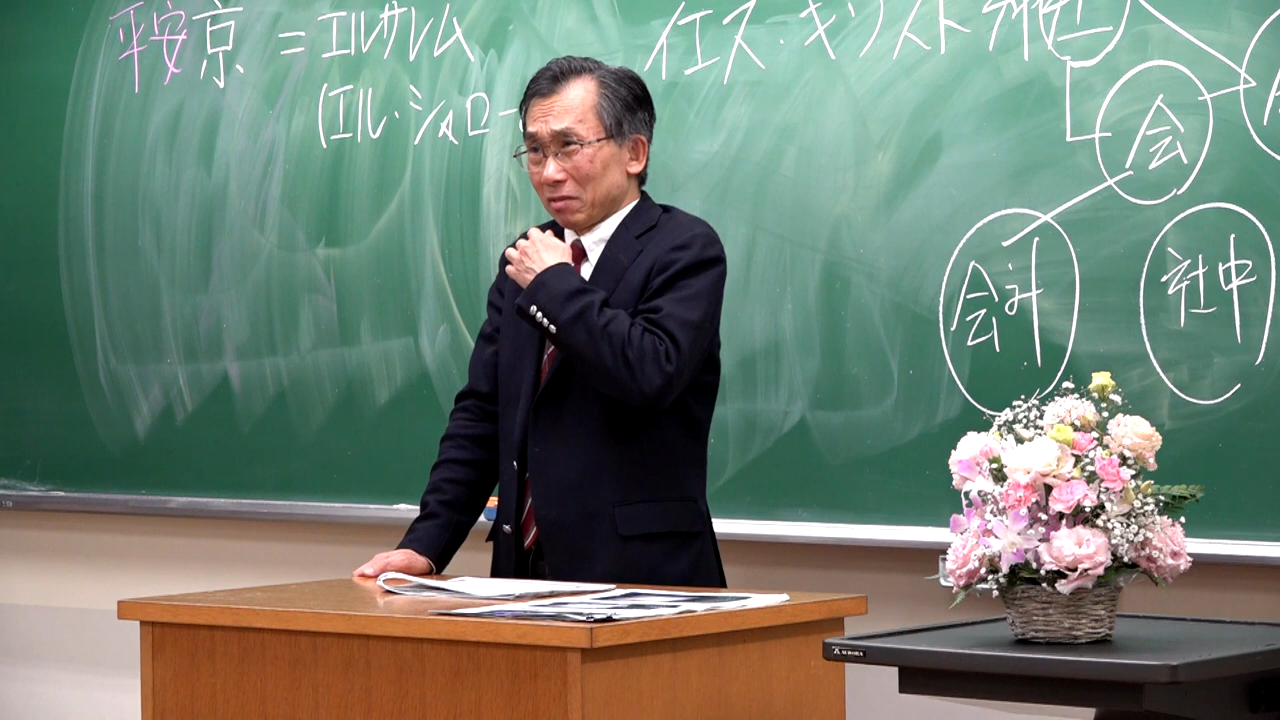 平安京 = エルサレム
(エル・シャロー
イエス・キリスト
会
会計
社中
AURORA